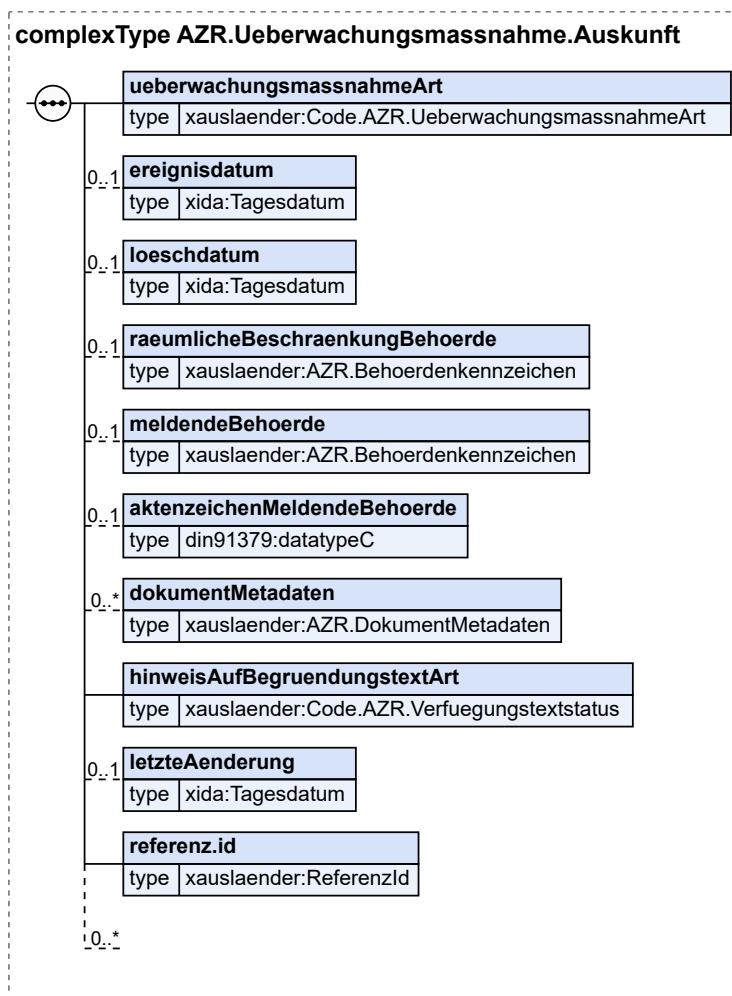 complexType AZR.Ueberwachungsmassnahme.Auskunft
ueberwachungsmassnahmeArt
type xauslaender:Code.AZR.UeberwachungsmassnahmeArt
0..1 ereignisdatum
type xida:Tagesdatum
0..1 loeschdatum
type xida:Tagesdatum
0..1 raeumlicheBeschraenkungBehoerde
type xauslaender:AZR.Behoerdenkennzeichen
0..1 meldendeBehoerde
type xauslaender:AZR.Behoerdenkennzeichen
0..1 aktenzeichenMeldendeBehoerde
type din91379:datatypeC
0..* dokumentMetadaten
type xauslaender:AZR.DokumentMetadaten
hinweisAufBegruendungstextArt
type xauslaender:Code.AZR.Verfuegungstextstatus
0..1 letzteAenderung
type xida:Tagesdatum
referenz.id
type xauslaender:ReferenzId
0..*